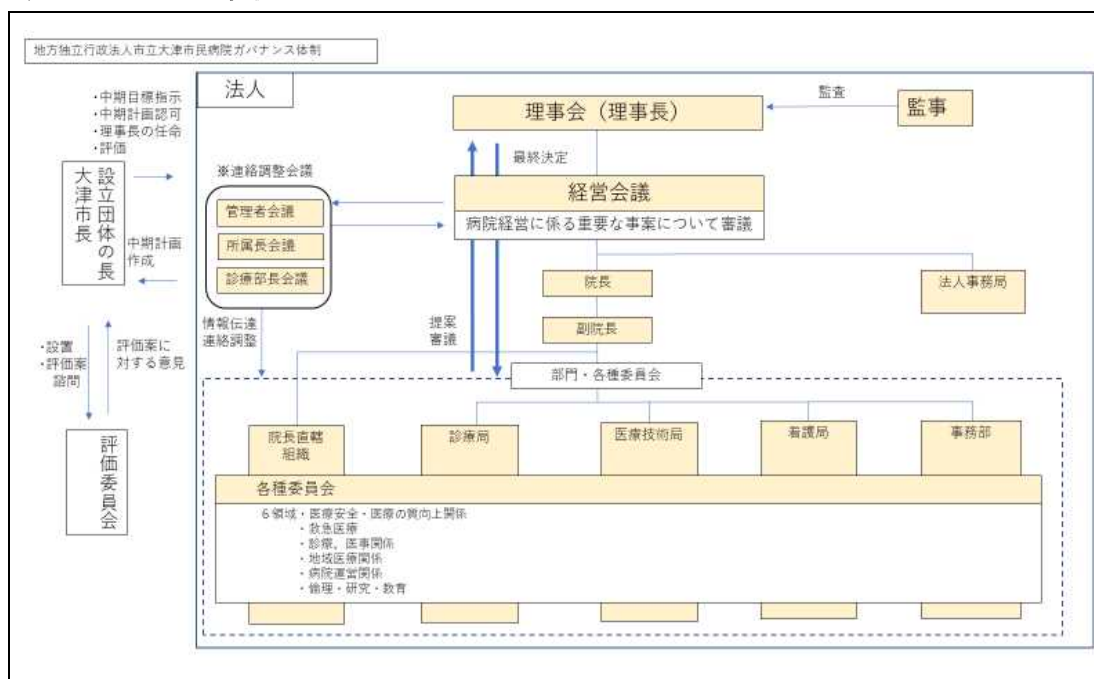 地方独立行政法人市立大津市民病院ガバナンス体制
・中期目標指示
・中期計画認可
・理事長の任命
・評価
設立団体の長
大津市長
中期計画
作成
・設置
・評価案
諮問
評価案に
対する意見
評価委員会
法人
理事会（理事長）
監査
監事
最終決定
※連絡調整会議
管理者会議
所属長会議
診療部長会議
経営会議
病院経営に係る重要な事案について審議
院長
法人事務局
副院長
情報伝達
連絡調整
提案
審議
部門・各種委員会
院長直轄
組織
診療局
医療技術局
看護局
事務部
各種委員会
６領域・医療安全・医療の質向上関係
・救急医療
・診療，医事関係
・地域医療関係
・病院運営関係
・倫理・研究・教育